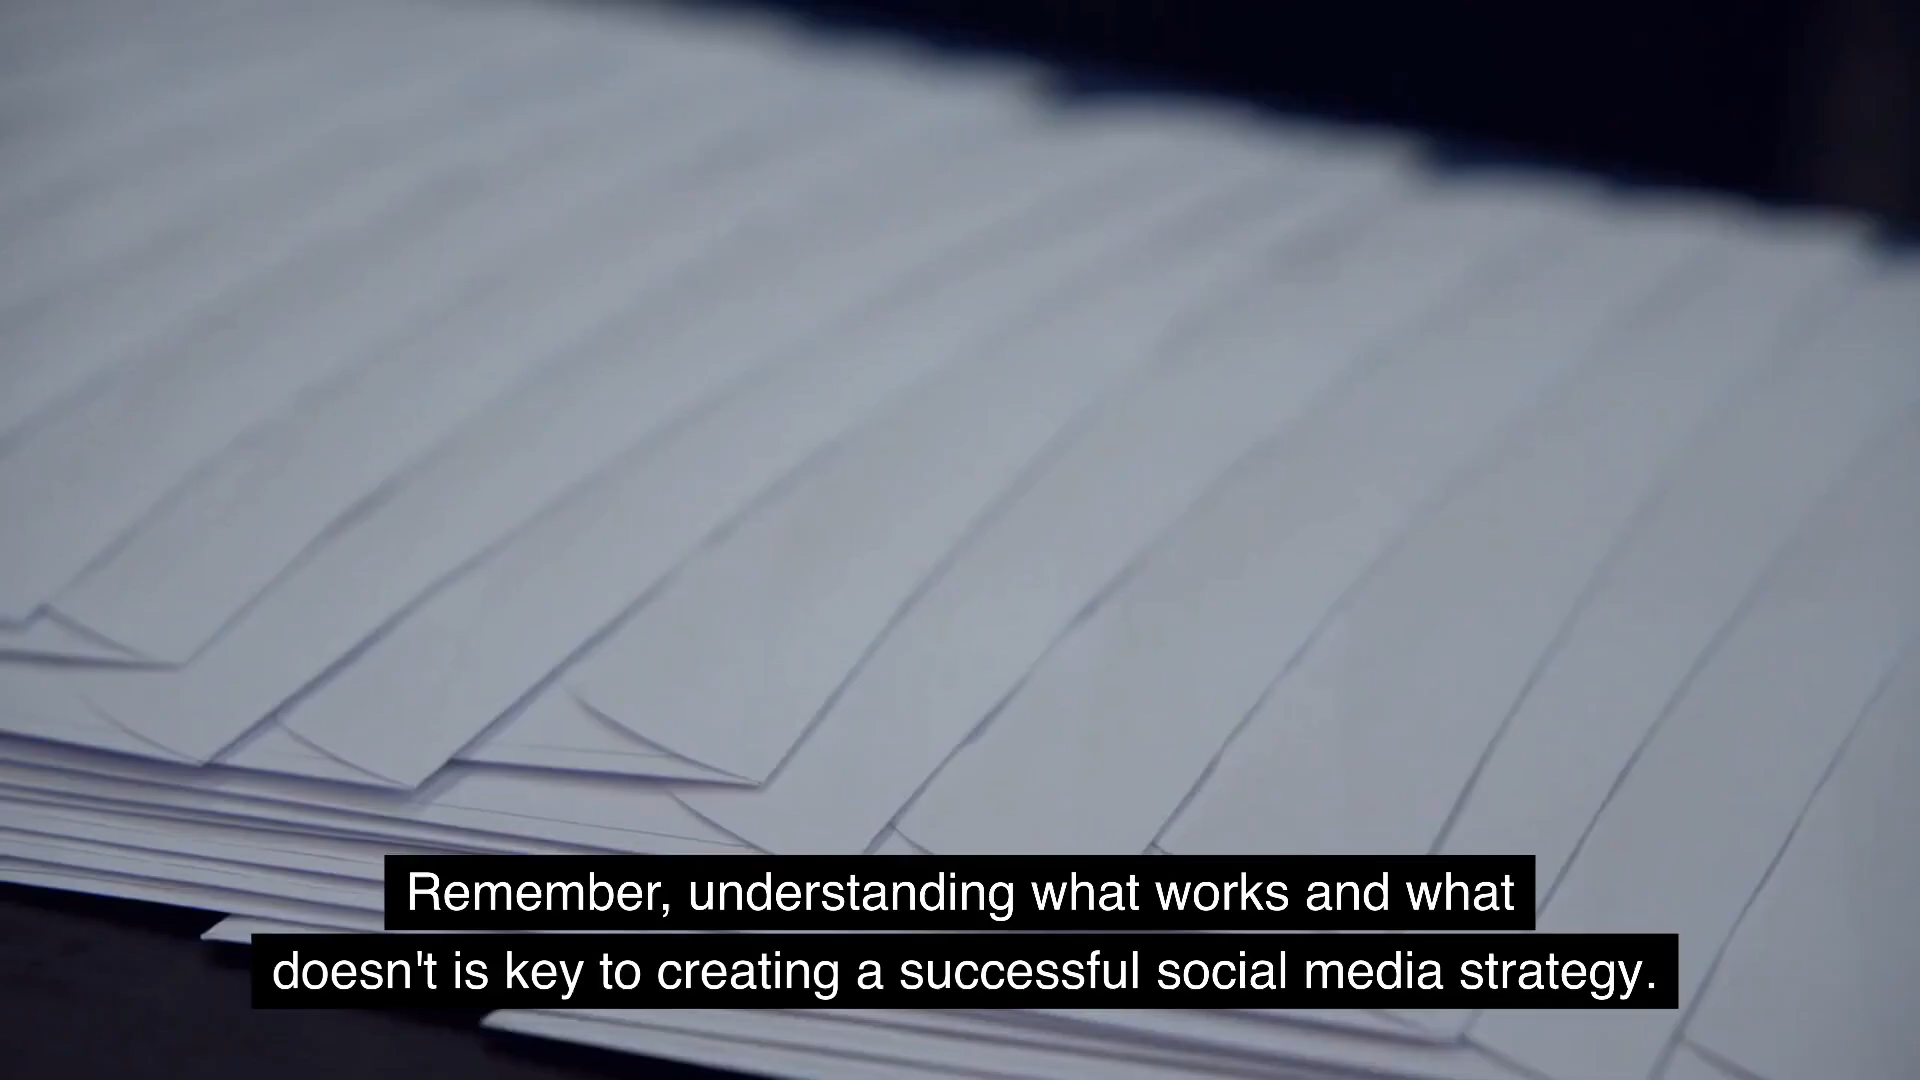 Remember, understanding what works and what
doesn't is key to creating a successful social media strategy.